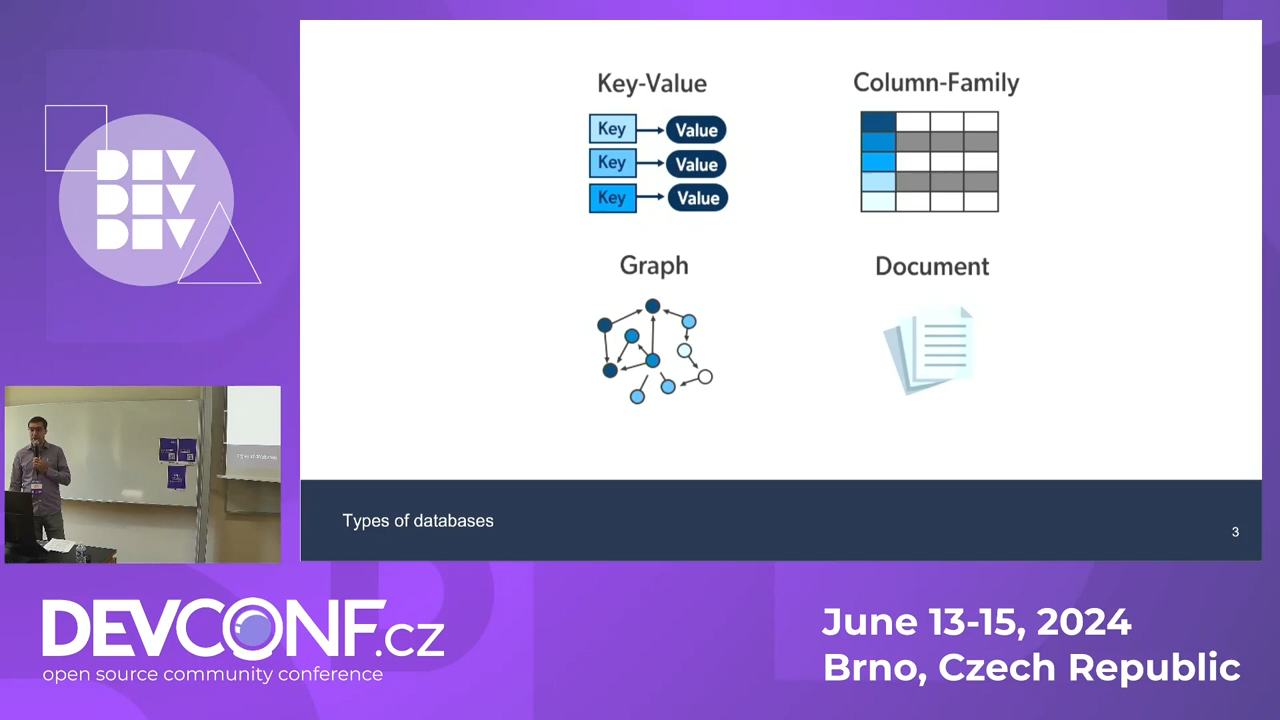 DEV
DEV
DEV
Key-Value
Key
Value
Key
Value
Key
Value
Column-Family
Graph
Document
Types of databases
3
DEVCONF.cz
open source community conference
June 13-15, 2024
Brno, Czech Republic